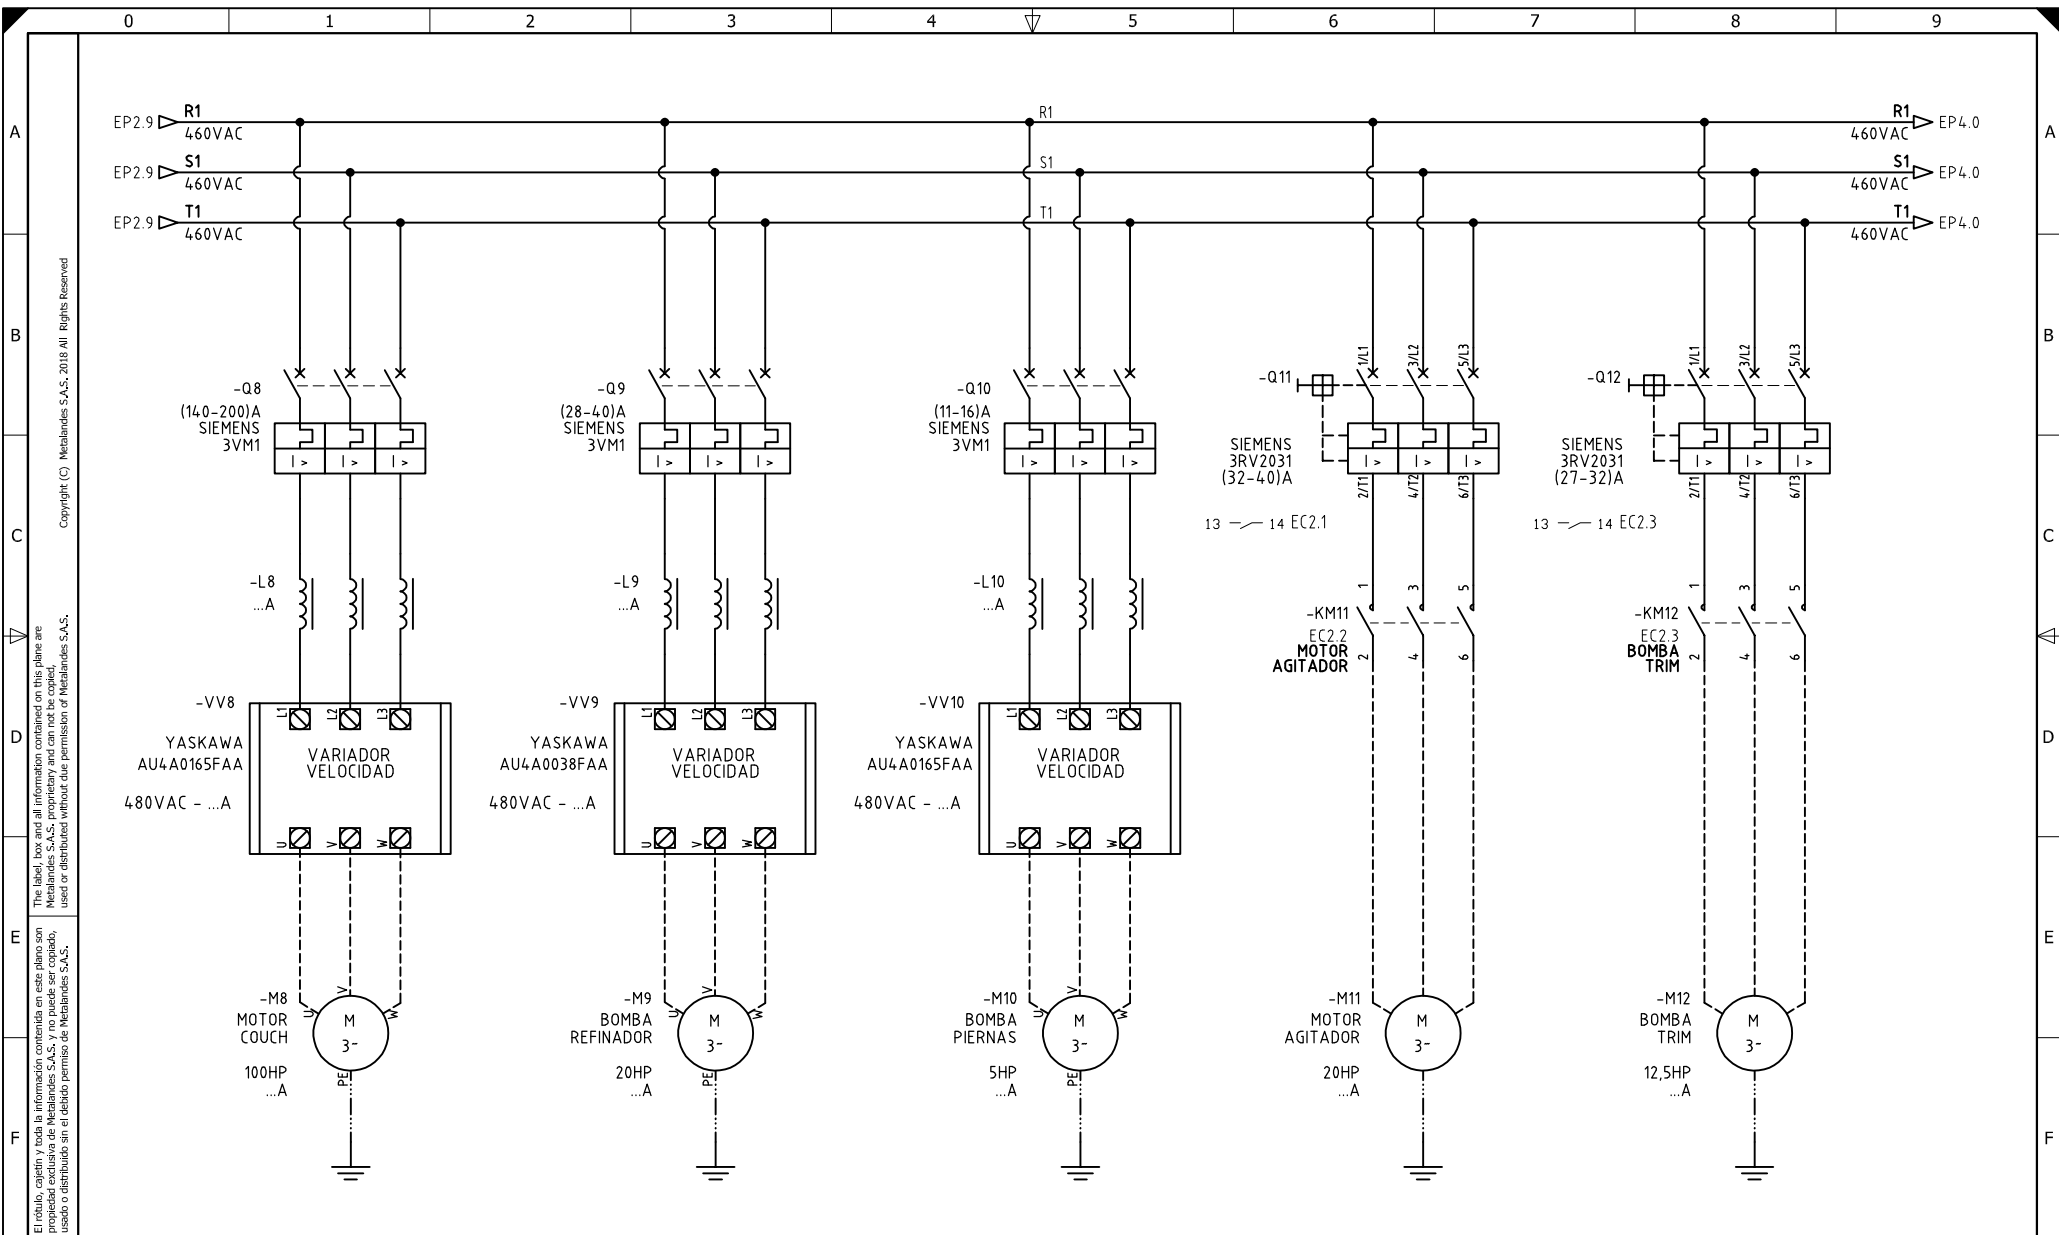 0 1 2 3 4 5 6 7 8 9
A A
B B
C C
D D
E E
F F
EP2.9 R1 460VAC R1 R1 460VAC EP4.0
EP2.9 S1 460VAC S1 S1 460VAC EP4.0
EP2.9 T1 460VAC T1 T1 460VAC EP4.0
-Q8
(140-200)A
SIEMENS
3VM1
I > I > I >
-L8
...A
-VV8
YASKAWA
AU4A0165FAA
480VAC - ...A
L1 L2 L3
VARIADOR
VELOCIDAD
U V W
-M8
MOTOR
COUCH
100HP
...A
U V W
M
3~
PE
-Q9
(28-40)A
SIEMENS
3VM1
I > I > I >
-L9
...A
-VV9
YASKAWA
AU4A0038FAA
480VAC - ...A
L1 L2 L3
VARIADOR
VELOCIDAD
U V W
-M9
BOMBA
REFINADOR
20HP
...A
U V W
M
3~
PE
-Q10
(11-16)A
SIEMENS
3VM1
I > I > I >
-L10
...A
-VV10
YASKAWA
AU4A0165FAA
480VAC - ...A
L1 L2 L3
VARIADOR
VELOCIDAD
U V W
-M10
BOMBA
PIERNAS
5HP
...A
U V W
M
3~
PE
-Q11
1/L1 3/L2 5/L3
SIEMENS
3RV2031
(32-40)A
I > I > I >
2/T1 4/T2 6/T3
13 14 EC2.1
1 3 5
-KM11
EC2.2
MOTOR
AGITADOR
2 4 6
-M11
MOTOR
AGITADOR
20HP
...A
M
3~
-Q12
1/L1 3/L2 5/L3
SIEMENS
3RV2031
(27-32)A
I > I > I >
2/T1 4/T2 6/T3
13 14 EC2.3
1 3 5
-KM12
EC2.3
BOMBA
TRIM
2 4 6
-M12
BOMBA
TRIM
12,5HP
...A
M
3~
The label, box and all information contained on this plane are
Metalandes S.A.S. proprietary and can not be copied,
used or distributed without due permission of Metalandes S.A.S.
Copyright (C) Metalandes S.A.S. 2018 All Rights Reserved
El rótulo, cajetín y toda la información contenida en este plano son
propiedad exclusiva de Metalandes S.A.S. y no puede ser copiado,
usado o distribuido sin el debido permiso de Metalandes S.A.S.